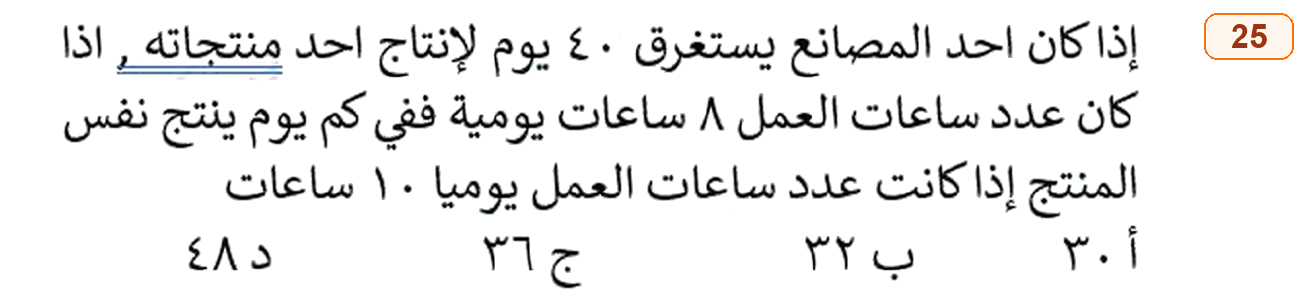 25
إذا كان احد المصانع يستغرق ٤٠ يوم لإنتاج احد منتجاته , اذا
كان عدد ساعات العمل ٨ ساعات يومية ففي كم يوم ينتج نفس
المنتج إذا كانت عدد ساعات العمل يوميا ١٠ ساعات
أ ٣٠ ب ٣٢ ج ٣٦ د ٤٨